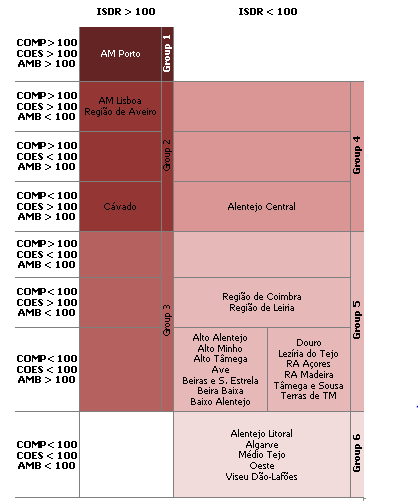 ISDR > 100
ISDR < 100
COMP > 100
COES > 100
AMB > 100
AM Porto
Group 1
COMP > 100
COES > 100
AMB < 100
AM Lisboa
Região de Aveiro
COMP > 100
COES < 100
AMB > 100
Group 2
Group 4
COMP < 100
COES > 100
AMB > 100
Cávado
Alentejo Central
COMP > 100
COES < 100
AMB < 100
COMP < 100
COES > 100
AMB < 100
Região de Coimbra
Região de Leiria
Group 3
Group 5
COMP < 100
COES < 100
AMB > 100
Alto Alentejo
Alto Minho
Alto Tâmega
Ave
Beiras e S. Estrela
Beira Baixa
Baixo Alentejo
Douro
Lezíria do Tejo
RA Açores
RA Madeira
Tâmega e Sousa
Terras de TM
COMP < 100
COES < 100
AMB < 100
Alentejo Litoral
Algarve
Médio Tejo
Oeste
Viseu Dão-Lafões
Group 6